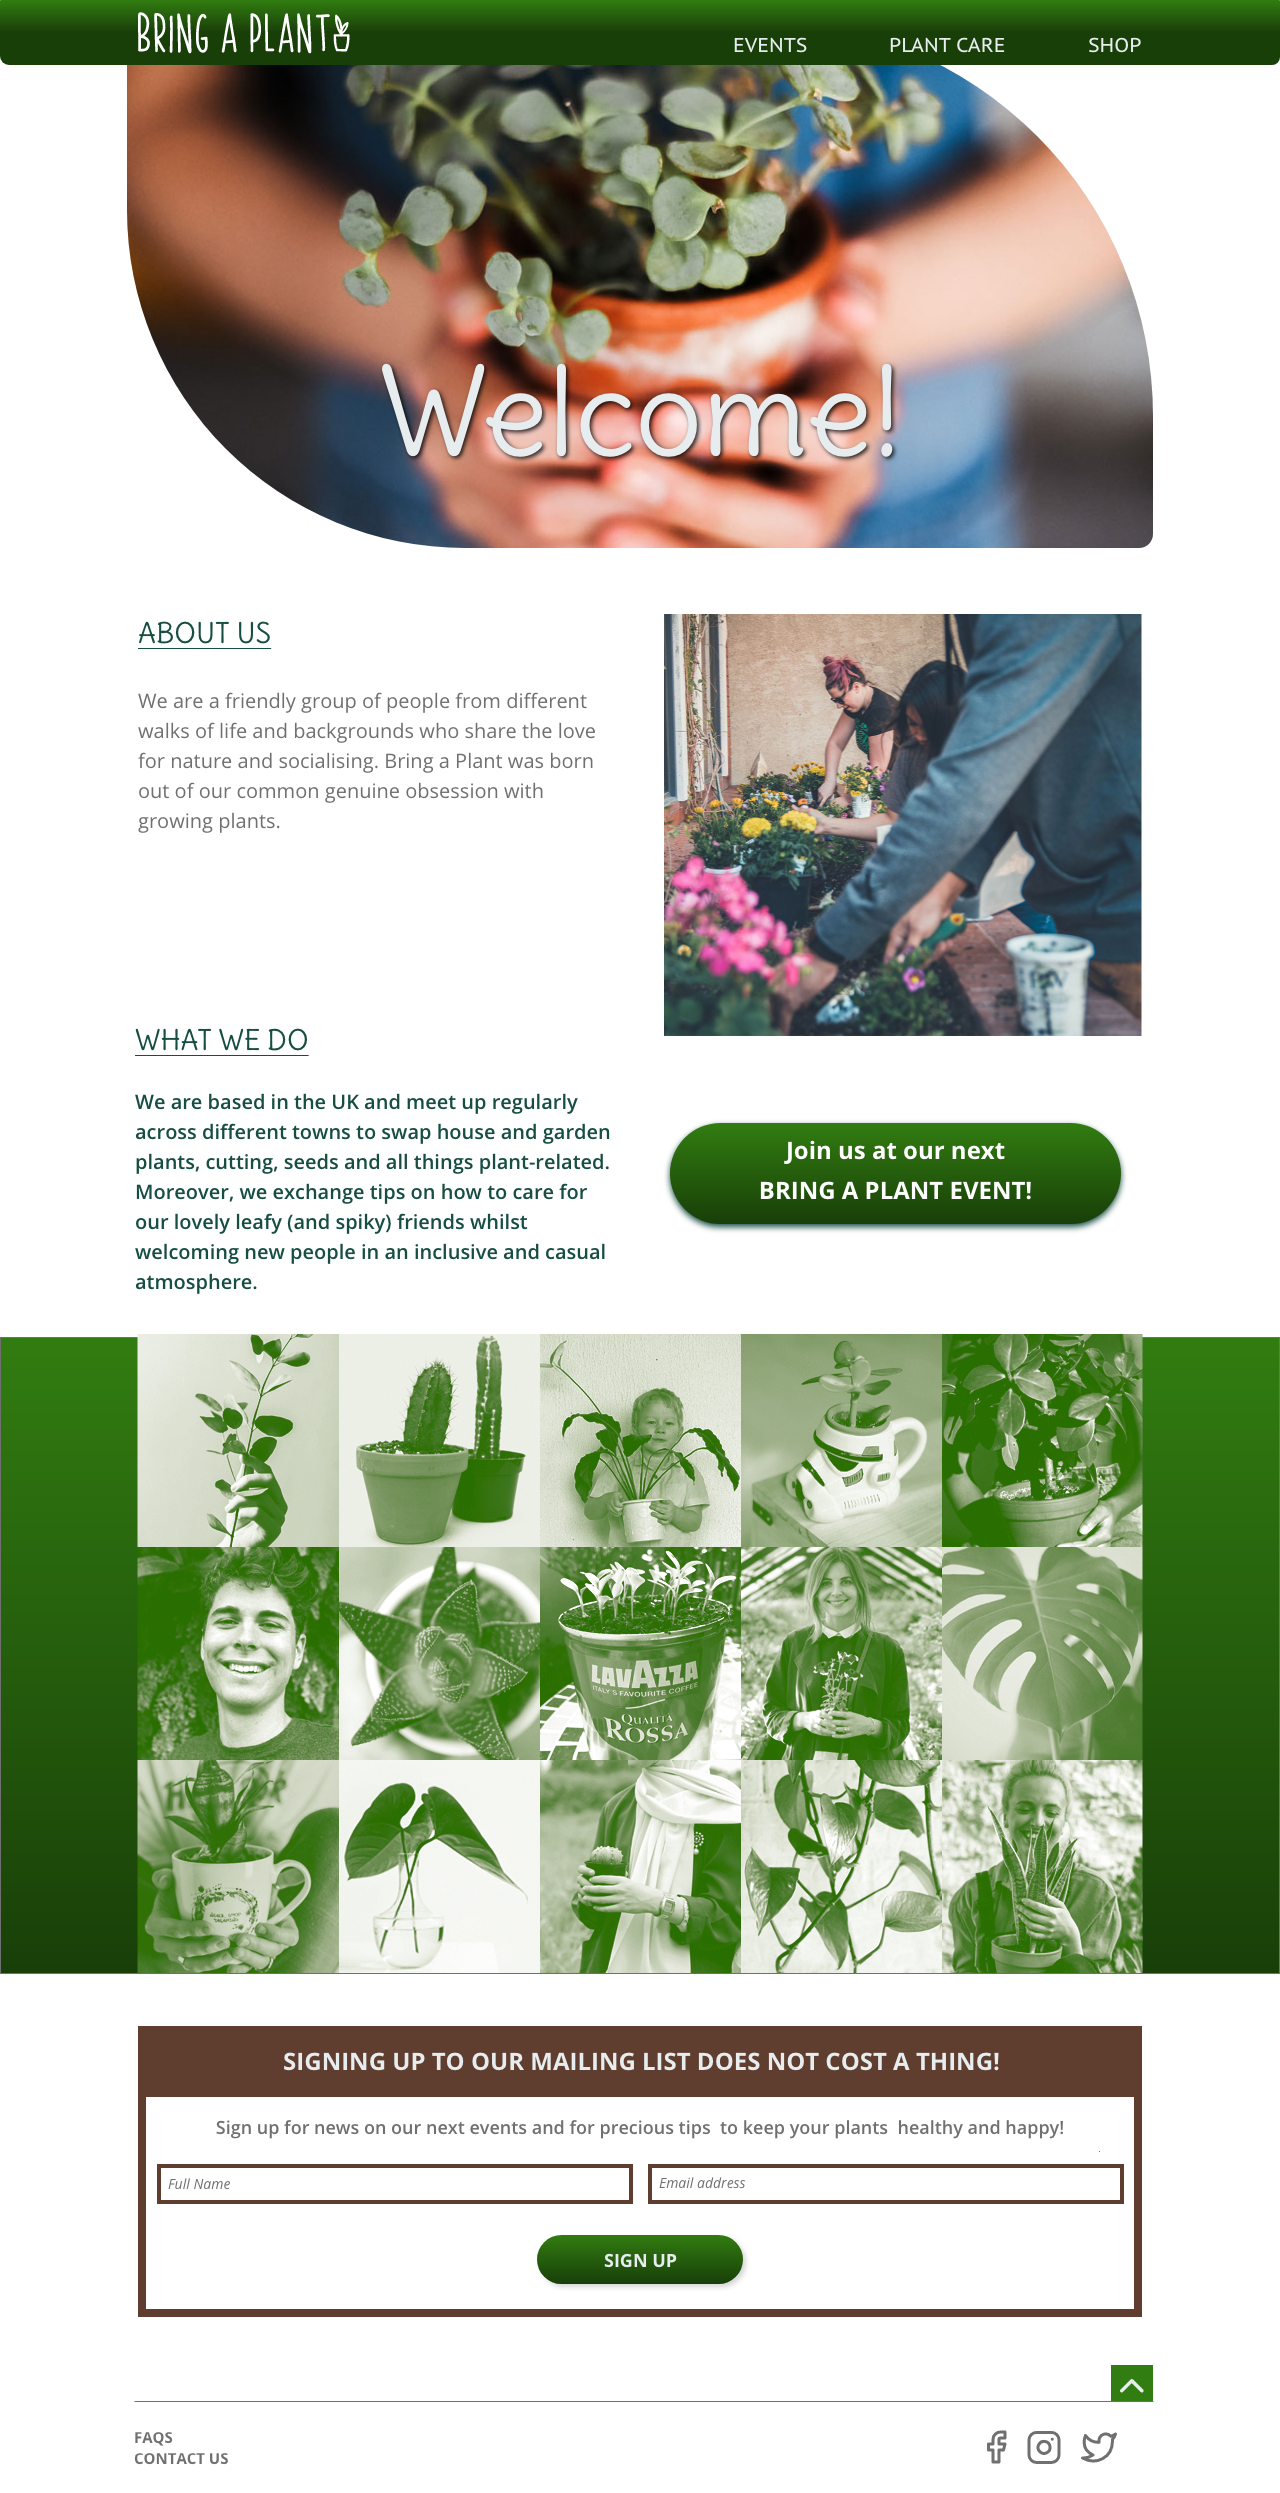 BRING A PLANT
EVENTS
PLANT CARE
SHOP
Welcome!
ABOUT US
We are a friendly group of people from different
walks of life and backgrounds who share the love
for nature and socialising. Bring a Plant was born
out of our common genuine obsession with
growing plants.
WHAT WE DO
We are based in the UK and meet up regularly
across different towns to swap house and garden
plants, cutting, seeds and all things plant-related.
Moreover, we exchange tips on how to care for
our lovely leafy (and spiky) friends whilst
welcoming new people in an inclusive and casual
atmosphere.
Join us at our next
BRING A PLANT EVENT!
LAVAZZA
ITALY'S FAVOURITE COFFEE
QUALITÀ
ROSSA
SIGNING UP TO OUR MAILING LIST DOES NOT COST A THING!
Sign up for news on our next events and for precious tips to keep your plants healthy and happy!
Full Name
Email address
SIGN UP
FAQS
CONTACT US